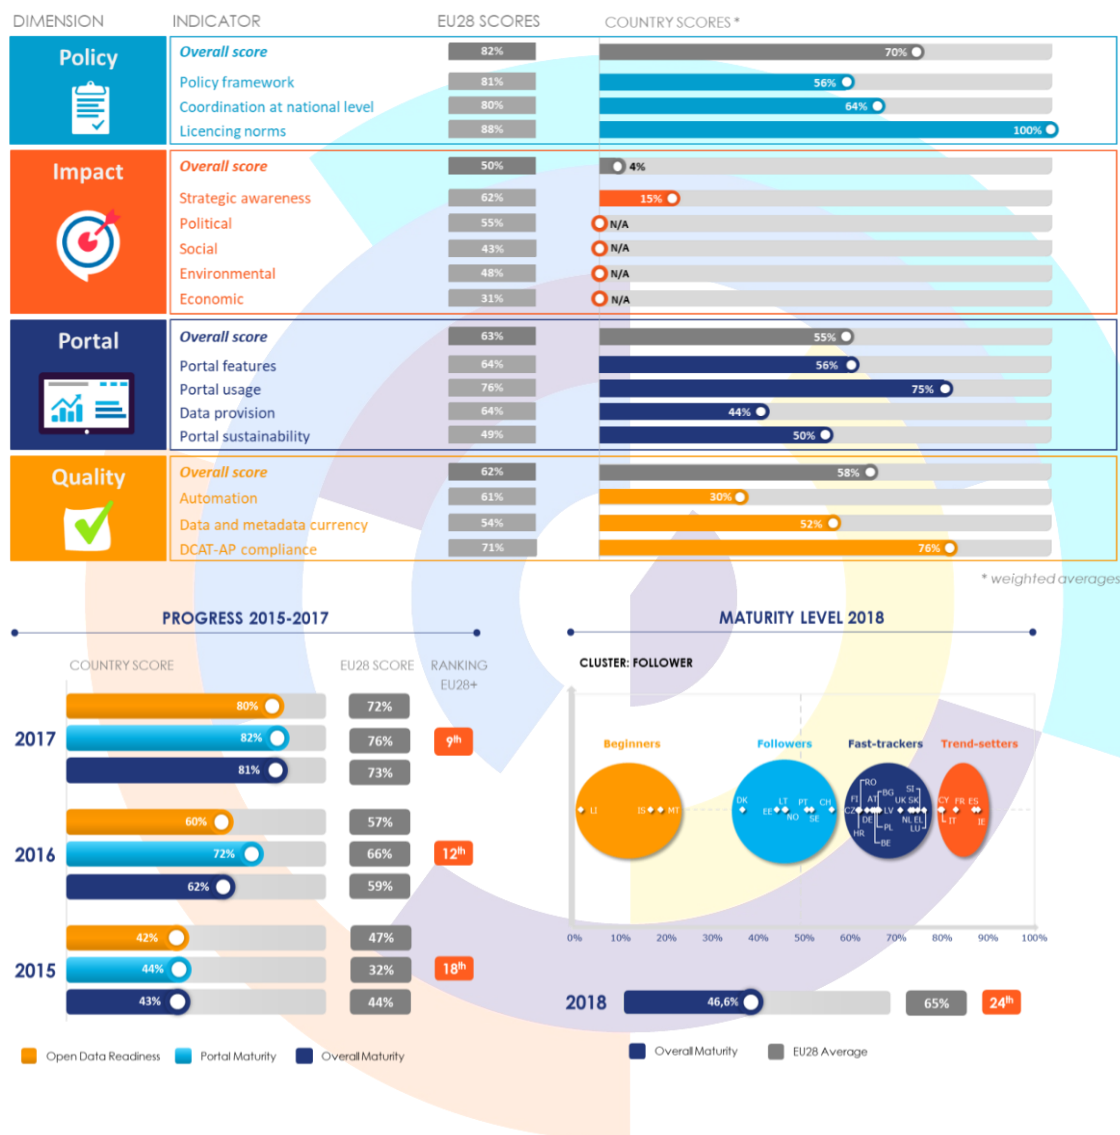 DIMENSION INDICATOR EU28 SCORES COUNTRY SCORES *
Policy
Overall score 82% 70%
Policy framework 81% 56%
Coordination at national level 80% 64%
Licencing norms 88% 100%
Impact
Overall score 50% 4%
Strategic awareness 62% 15%
Political 55% N/A
Social 43% N/A
Environmental 48% N/A
Economic 31% N/A
Portal
Overall score 63% 55%
Portal features 64% 56%
Portal usage 76% 75%
Data provision 64% 44%
Portal sustainability 49% 50%
Quality
Overall score 62% 58%
Automation 61% 30%
Data and metadata currency 54% 52%
DCAT-AP compliance 71% 76%
* weighted averages
PROGRESS 2015-2017
COUNTRY SCORE EU28 SCORE RANKING
EU28+
80% 72%
2017 82% 76% 9th
81% 73%
60% 57%
2016 72% 66% 12th
62% 59%
42% 47%
2015 44% 32% 18th
43% 44%
Open Data Readiness Portal Maturity Overall Maturity
MATURITY LEVEL 2018
CLUSTER: FOLLOWER
Beginners Followers Fast-trackers Trend-setters
RO
BG SI
DK LT PT CH FI AT UK SK CY FR ES
LI IS MT EE CZ LV
NO SE DE NL EL IT IE
HR PL LU
BE
0% 10% 20% 30% 40% 50% 60% 70% 80% 90% 100%
2018 46,6% 65% 24th
Overall Maturity EU28 Average